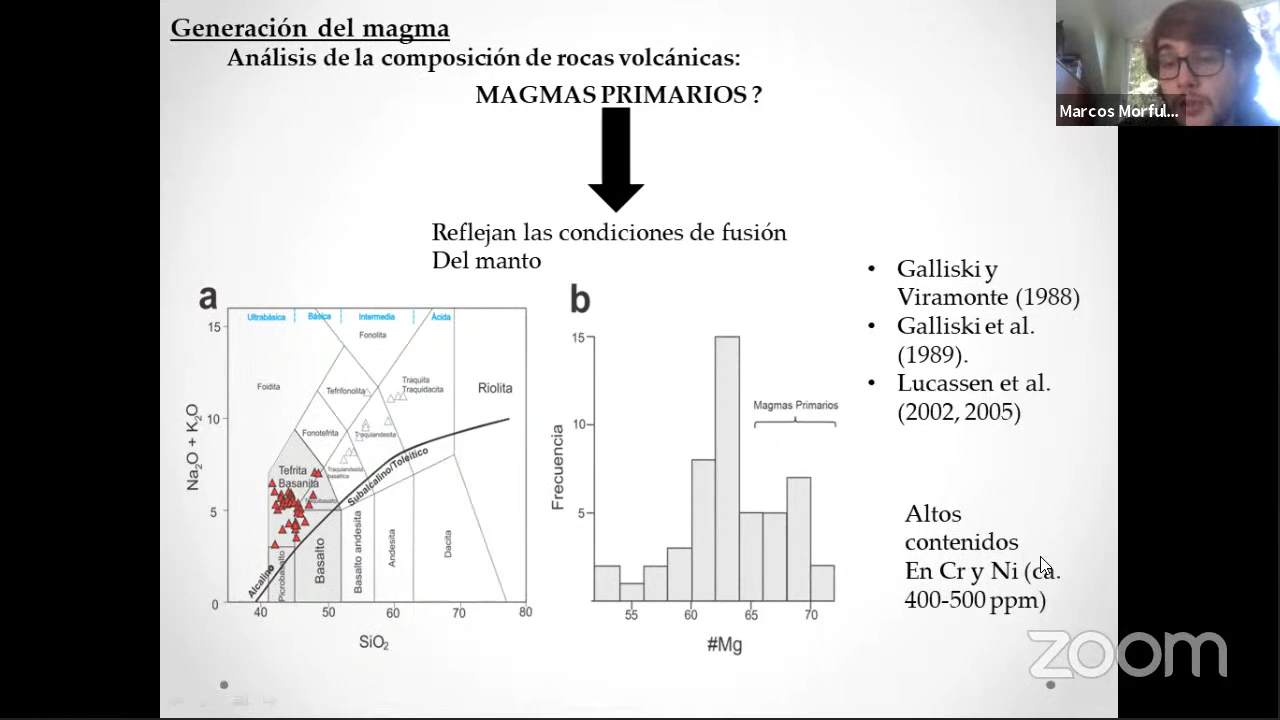 Generación del magma
Análisis de la composición de rocas volcánicas:
MAGMAS PRIMARIOS ?
Marcos Morful...
Reflejan las condiciones de fusión
Del manto
a
Ultrabásica
Básica
Intermedia
Ácida
15
Fonolita
Foidita
Tefrifonolita
Traquita
Traquidacita
Riolita
10
Fonotefrita
Traquiandesita
Traquiandesita
basáltica
Subalcalino/Toleítico
Tefrita
Basanita
Traquibasalto
Na2O + K2O
5
Alcalino
Picrobasalto
Basalto
Basalto andesita
Andesita
Dacita
0
40
50
60
70
80
SiO2
b
15
Magmas Primarios
10
Frecuencia
5
55
60
65
70
#Mg
• Galliski y
Viramonte (1988)
• Galliski et al.
(1989).
• Lucassen et al.
(2002, 2005)
Altos
contenidos
En Cr y Ni (ca.
400-500 ppm)
zoom